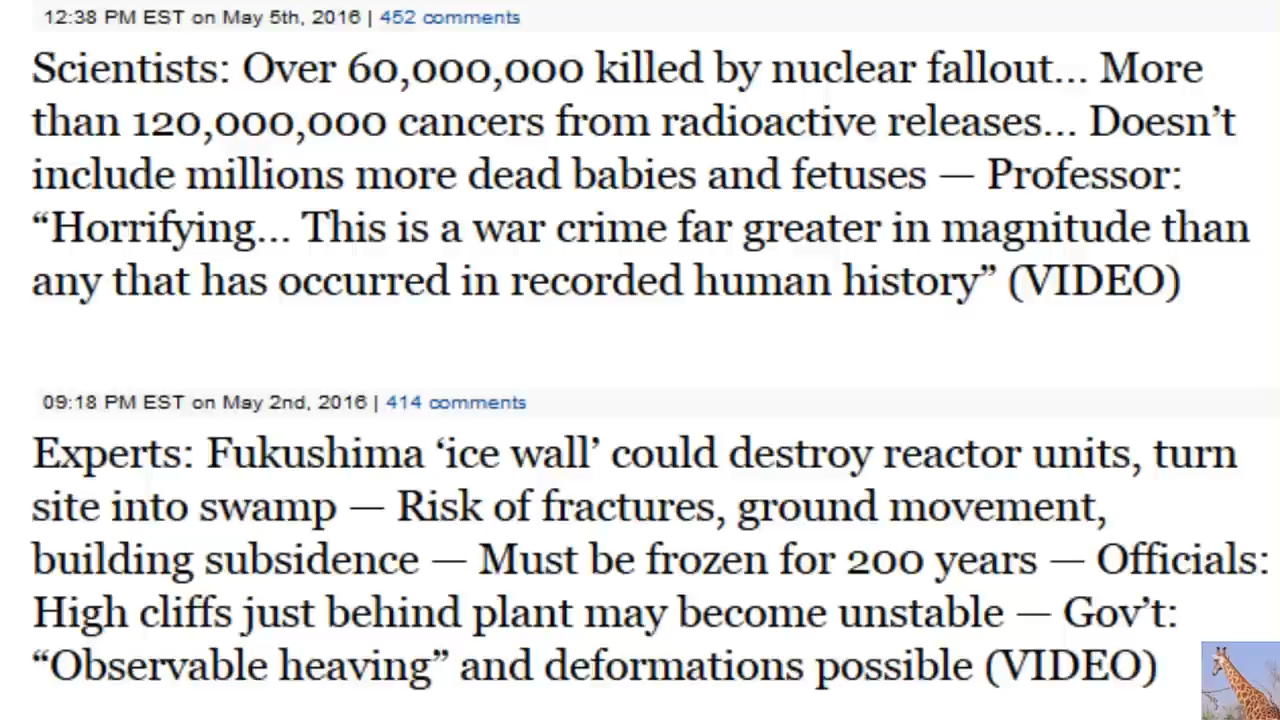 12:38 PM EST on May 5th, 2016 | 452 comments
Scientists: Over 60,000,000 killed by nuclear fallout… More
than 120,000,000 cancers from radioactive releases… Doesn’t
include millions more dead babies and fetuses — Professor:
“Horrifying… This is a war crime far greater in magnitude than
any that has occurred in recorded human history” (VIDEO)
09:18 PM EST on May 2nd, 2016 | 414 comments
Experts: Fukushima ‘ice wall’ could destroy reactor units, turn
site into swamp — Risk of fractures, ground movement,
building subsidence — Must be frozen for 200 years — Officials:
High cliffs just behind plant may become unstable — Gov’t:
“Observable heaving” and deformations possible (VIDEO)